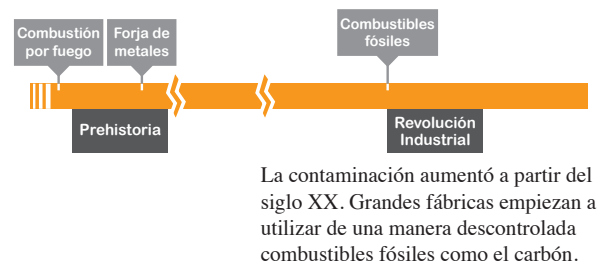 Combustión
por fuego
Forja de
metales
Combustibles
fósiles
Prehistoria
Revolución
Industrial
La contaminación aumentó a partir del
siglo XX. Grandes fábricas empiezan a
utilizar de una manera descontrolada
combustibles fósiles como el carbón.